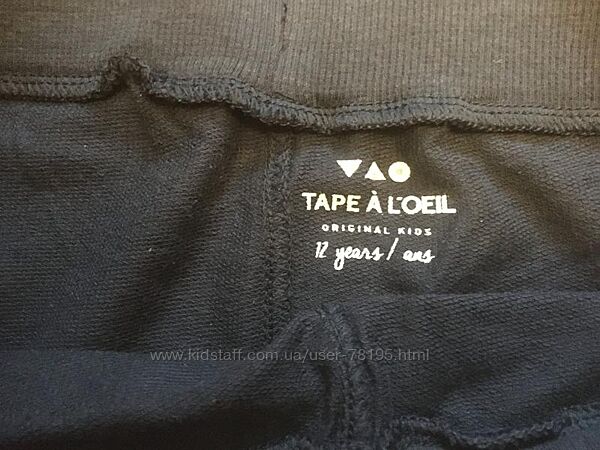 TAPE À L'OEIL
ORIGINAL KIDS
12 years / ans
www.kidstaff.com.ua/user-78195.html